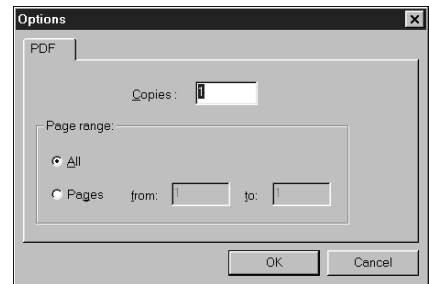 Options
PDF
Copies: 1
Page range:
All
Pages from: 1 to: 1
OK Cancel